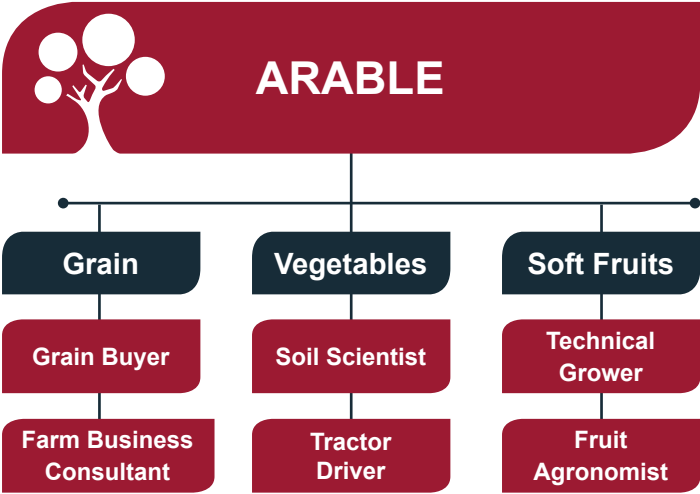 ARABLE
Grain
Vegetables
Soft Fruits
Grain Buyer
Soil Scientist
Technical
Grower
Farm Business
Consultant
Tractor
Driver
Fruit
Agronomist